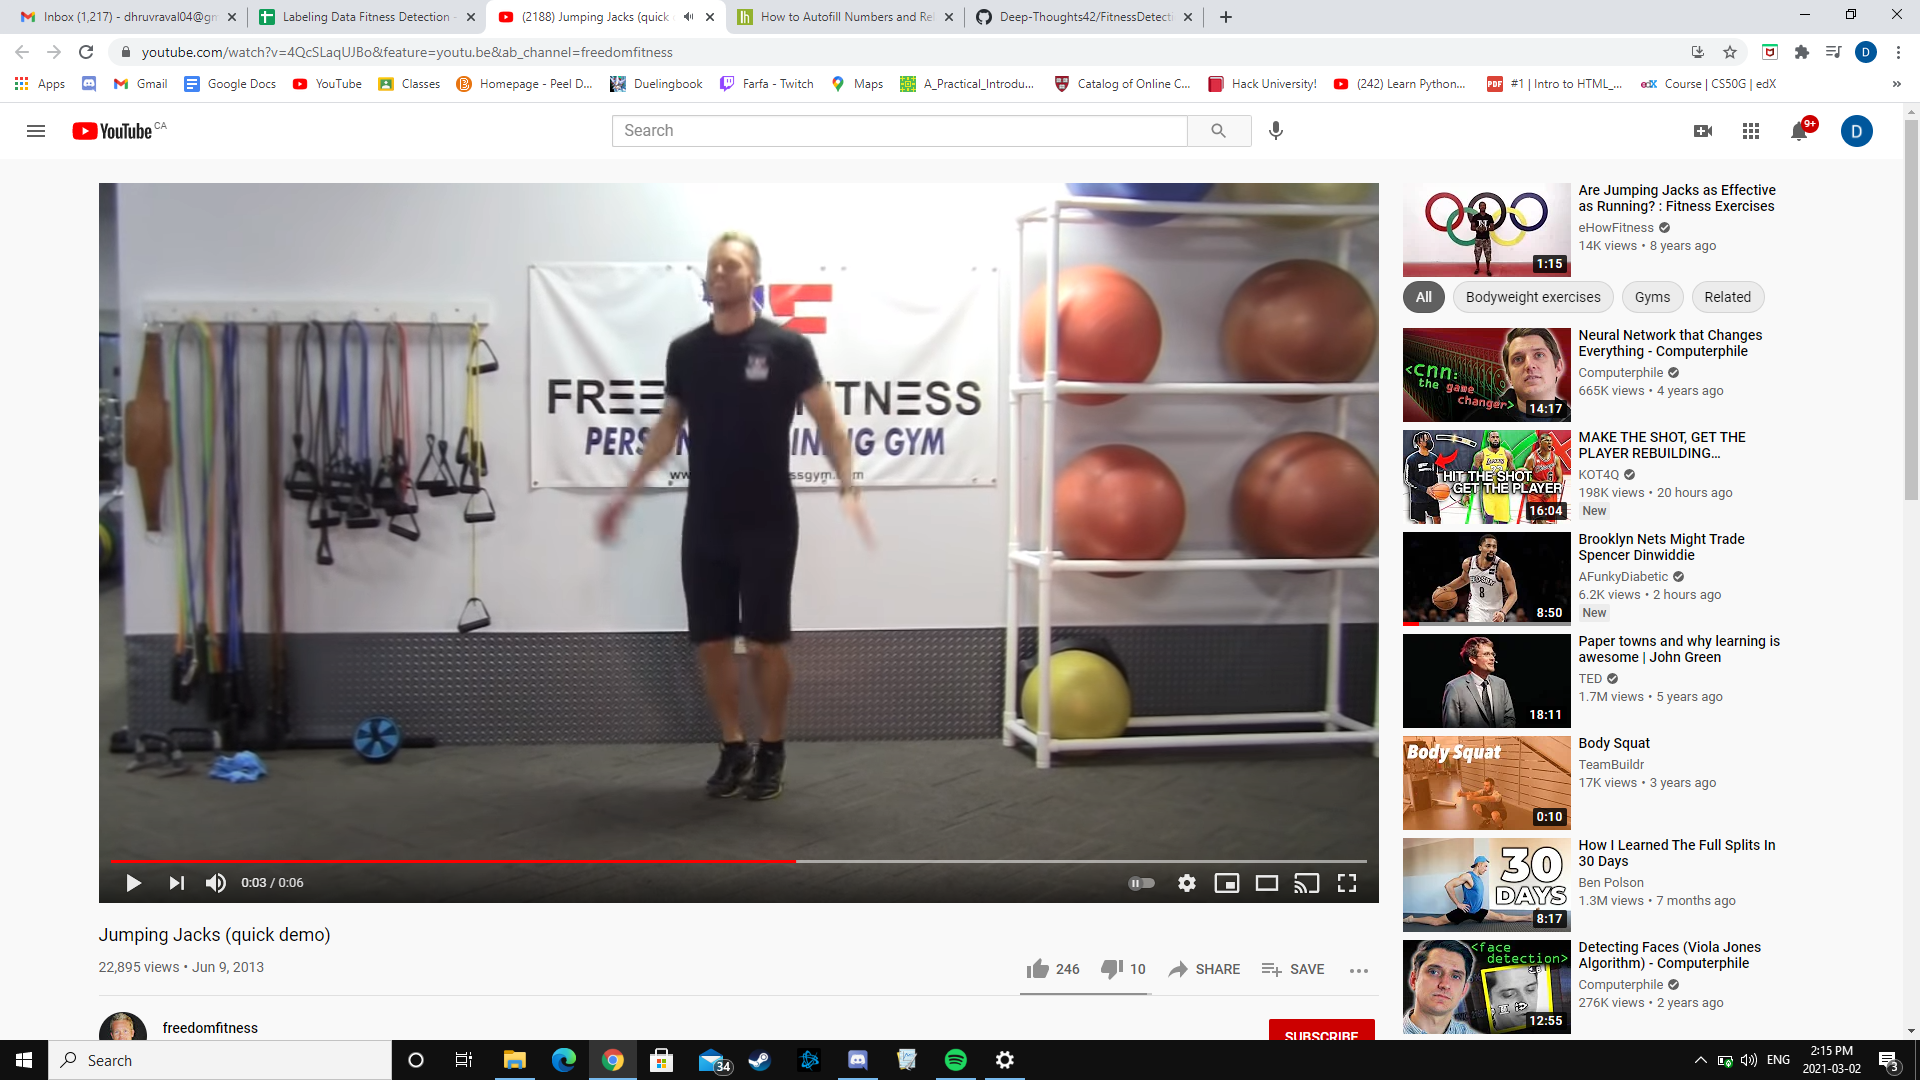 Inbox (1,217) - dhruvraval04@gm
Labeling Data Fitness Detection -
(2188) Jumping Jacks (quick
How to Autofill Numbers and Re
Deep-Thoughts42/FitnessDetecti
youtube.com/watch?v=4QcSLaqUJBo&feature=youtu.be&ab_channel=freedomfitness
D
Apps
Gmail
Google Docs
YouTube
Classes
Homepage - Peel D...
Duelingbook
Farfa - Twitch
Maps
A_Practical_Introdu...
Catalog of Online C...
Hack University!
(242) Learn Python...
#1 | Intro to HTML_...
Course | CS50G | edX
YouTube CA
Search
9+
D
FREE FITNESS
PERSON INING GYM
www ssgym.com
0:03 / 0:06
Jumping Jacks (quick demo)
22,895 views • Jun 9, 2013
246
10
SHARE
SAVE
freedomfitness
SUBSCRIBE
1:15
Are Jumping Jacks as Effective
as Running? : Fitness Exercises
eHowFitness
14K views • 8 years ago
All
Bodyweight exercises
Gyms
Related
<cnn:
the game
changer>
14:17
Neural Network that Changes
Everything - Computerphile
Computerphile
665K views • 4 years ago
HIT THE SHOT
GET THE PLAYER
16:04
MAKE THE SHOT, GET THE
PLAYER REBUILDING...
KOT4Q
198K views • 20 hours ago
New
8:50
Brooklyn Nets Might Trade
Spencer Dinwiddie
AFunkyDiabetic
6.2K views • 2 hours ago
New
18:11
Paper towns and why learning is
awesome | John Green
TED
1.7M views • 5 years ago
Body Squat
0:10
Body Squat
TeamBuildr
17K views • 3 years ago
30
DAYS
8:17
How I Learned The Full Splits In
30 Days
Ben Polson
1.3M views • 7 months ago
<face
detection>
12:55
Detecting Faces (Viola Jones
Algorithm) - Computerphile
Computerphile
276K views • 2 years ago
Search
34
ENG
2:15 PM
2021-03-02
3